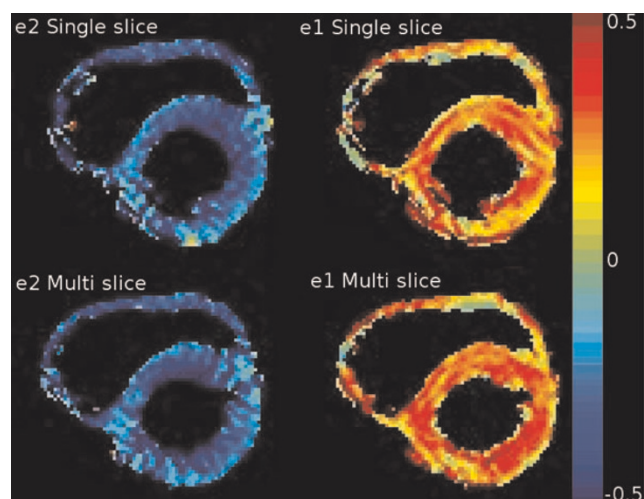 e2 Single slice
e1 Single slice
0.5
0
e2 Multi slice
e1 Multi slice
-0.5